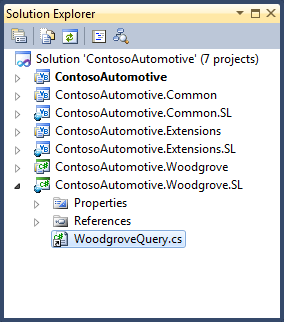 Solution Explorer
Solution 'ContosoAutomotive' (7 projects)
ContosoAutomotive
ContosoAutomotive.Common
ContosoAutomotive.Common.SL
ContosoAutomotive.Extensions
ContosoAutomotive.Extensions.SL
ContosoAutomotive.Woodgrove
ContosoAutomotive.Woodgrove.SL
Properties
References
WoodgroveQuery.cs